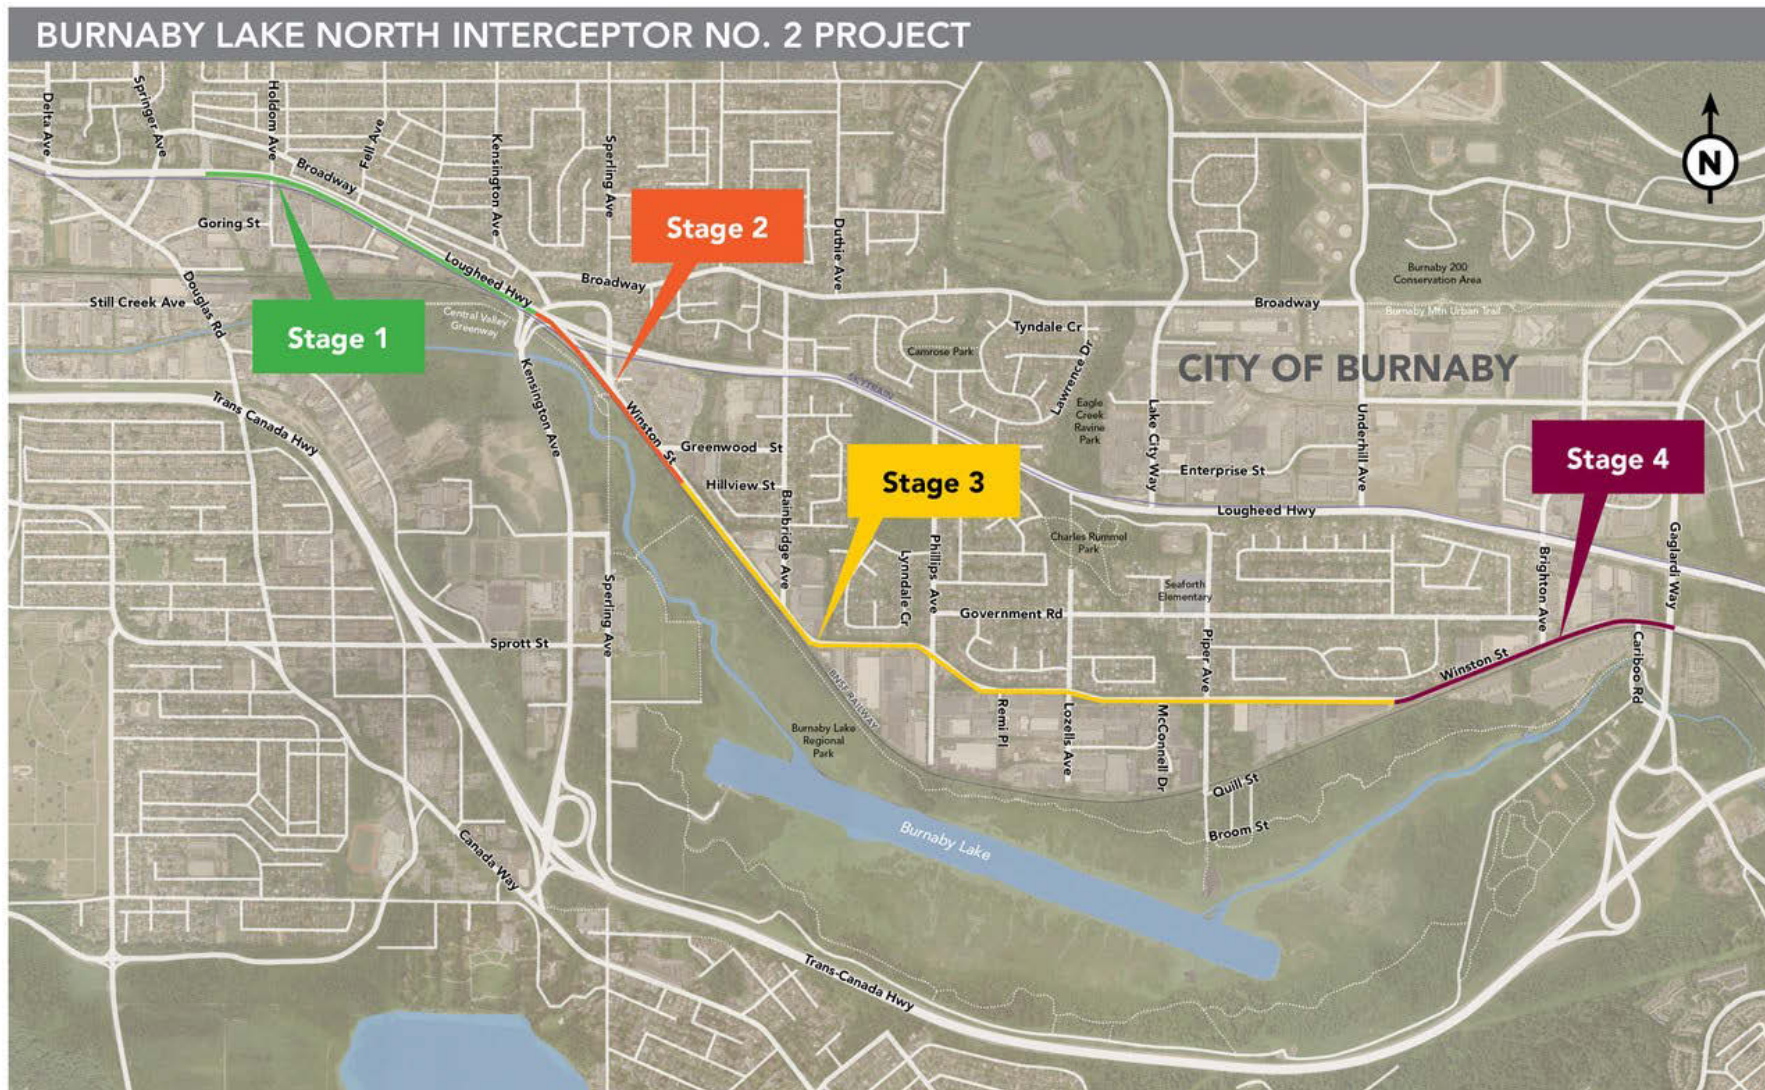 BURNABY LAKE NORTH INTERCEPTOR NO. 2 PROJECT
N
Delta Ave
Springer Ave
Holdom Ave
Fell Ave
Kensington Ave
Sperling Ave
Duthie Ave
Broadway
Goring St
Stage 2
Lougheed Hwy
Broadway
Broadway
Burnaby 200
Conservation Area
Burnaby Mtn Urban Trail
Still Creek Ave
Douglas Rd
Stage 1
Central Valley
Greenway
Tyndale Cr
Camrose Park
Lawrence Dr
CITY OF BURNABY
SKYTRAIN
Trans Canada Hwy
Kensington Ave
Winston St
Eagle
Creek
Ravine
Park
Lake City Way
Underhill Ave
Greenwood St
Hillview St
Stage 3
Enterprise St
Stage 4
Lougheed Hwy
Bainbridge Ave
Lynndale Cr
Phillips Ave
Charles Rummel
Park
Seaforth
Elementary
Brighton Ave
Gaglardi Way
Sperling Ave
Government Rd
Sprott St
Piper Ave
Winston St
Cariboo Rd
BNSF RAILWAY
Burnaby Lake
Regional
Park
Remi Pl
Lozells Ave
McConnell Dr
Quill St
Broom St
Burnaby Lake
Canada Way
Trans-Canada Hwy